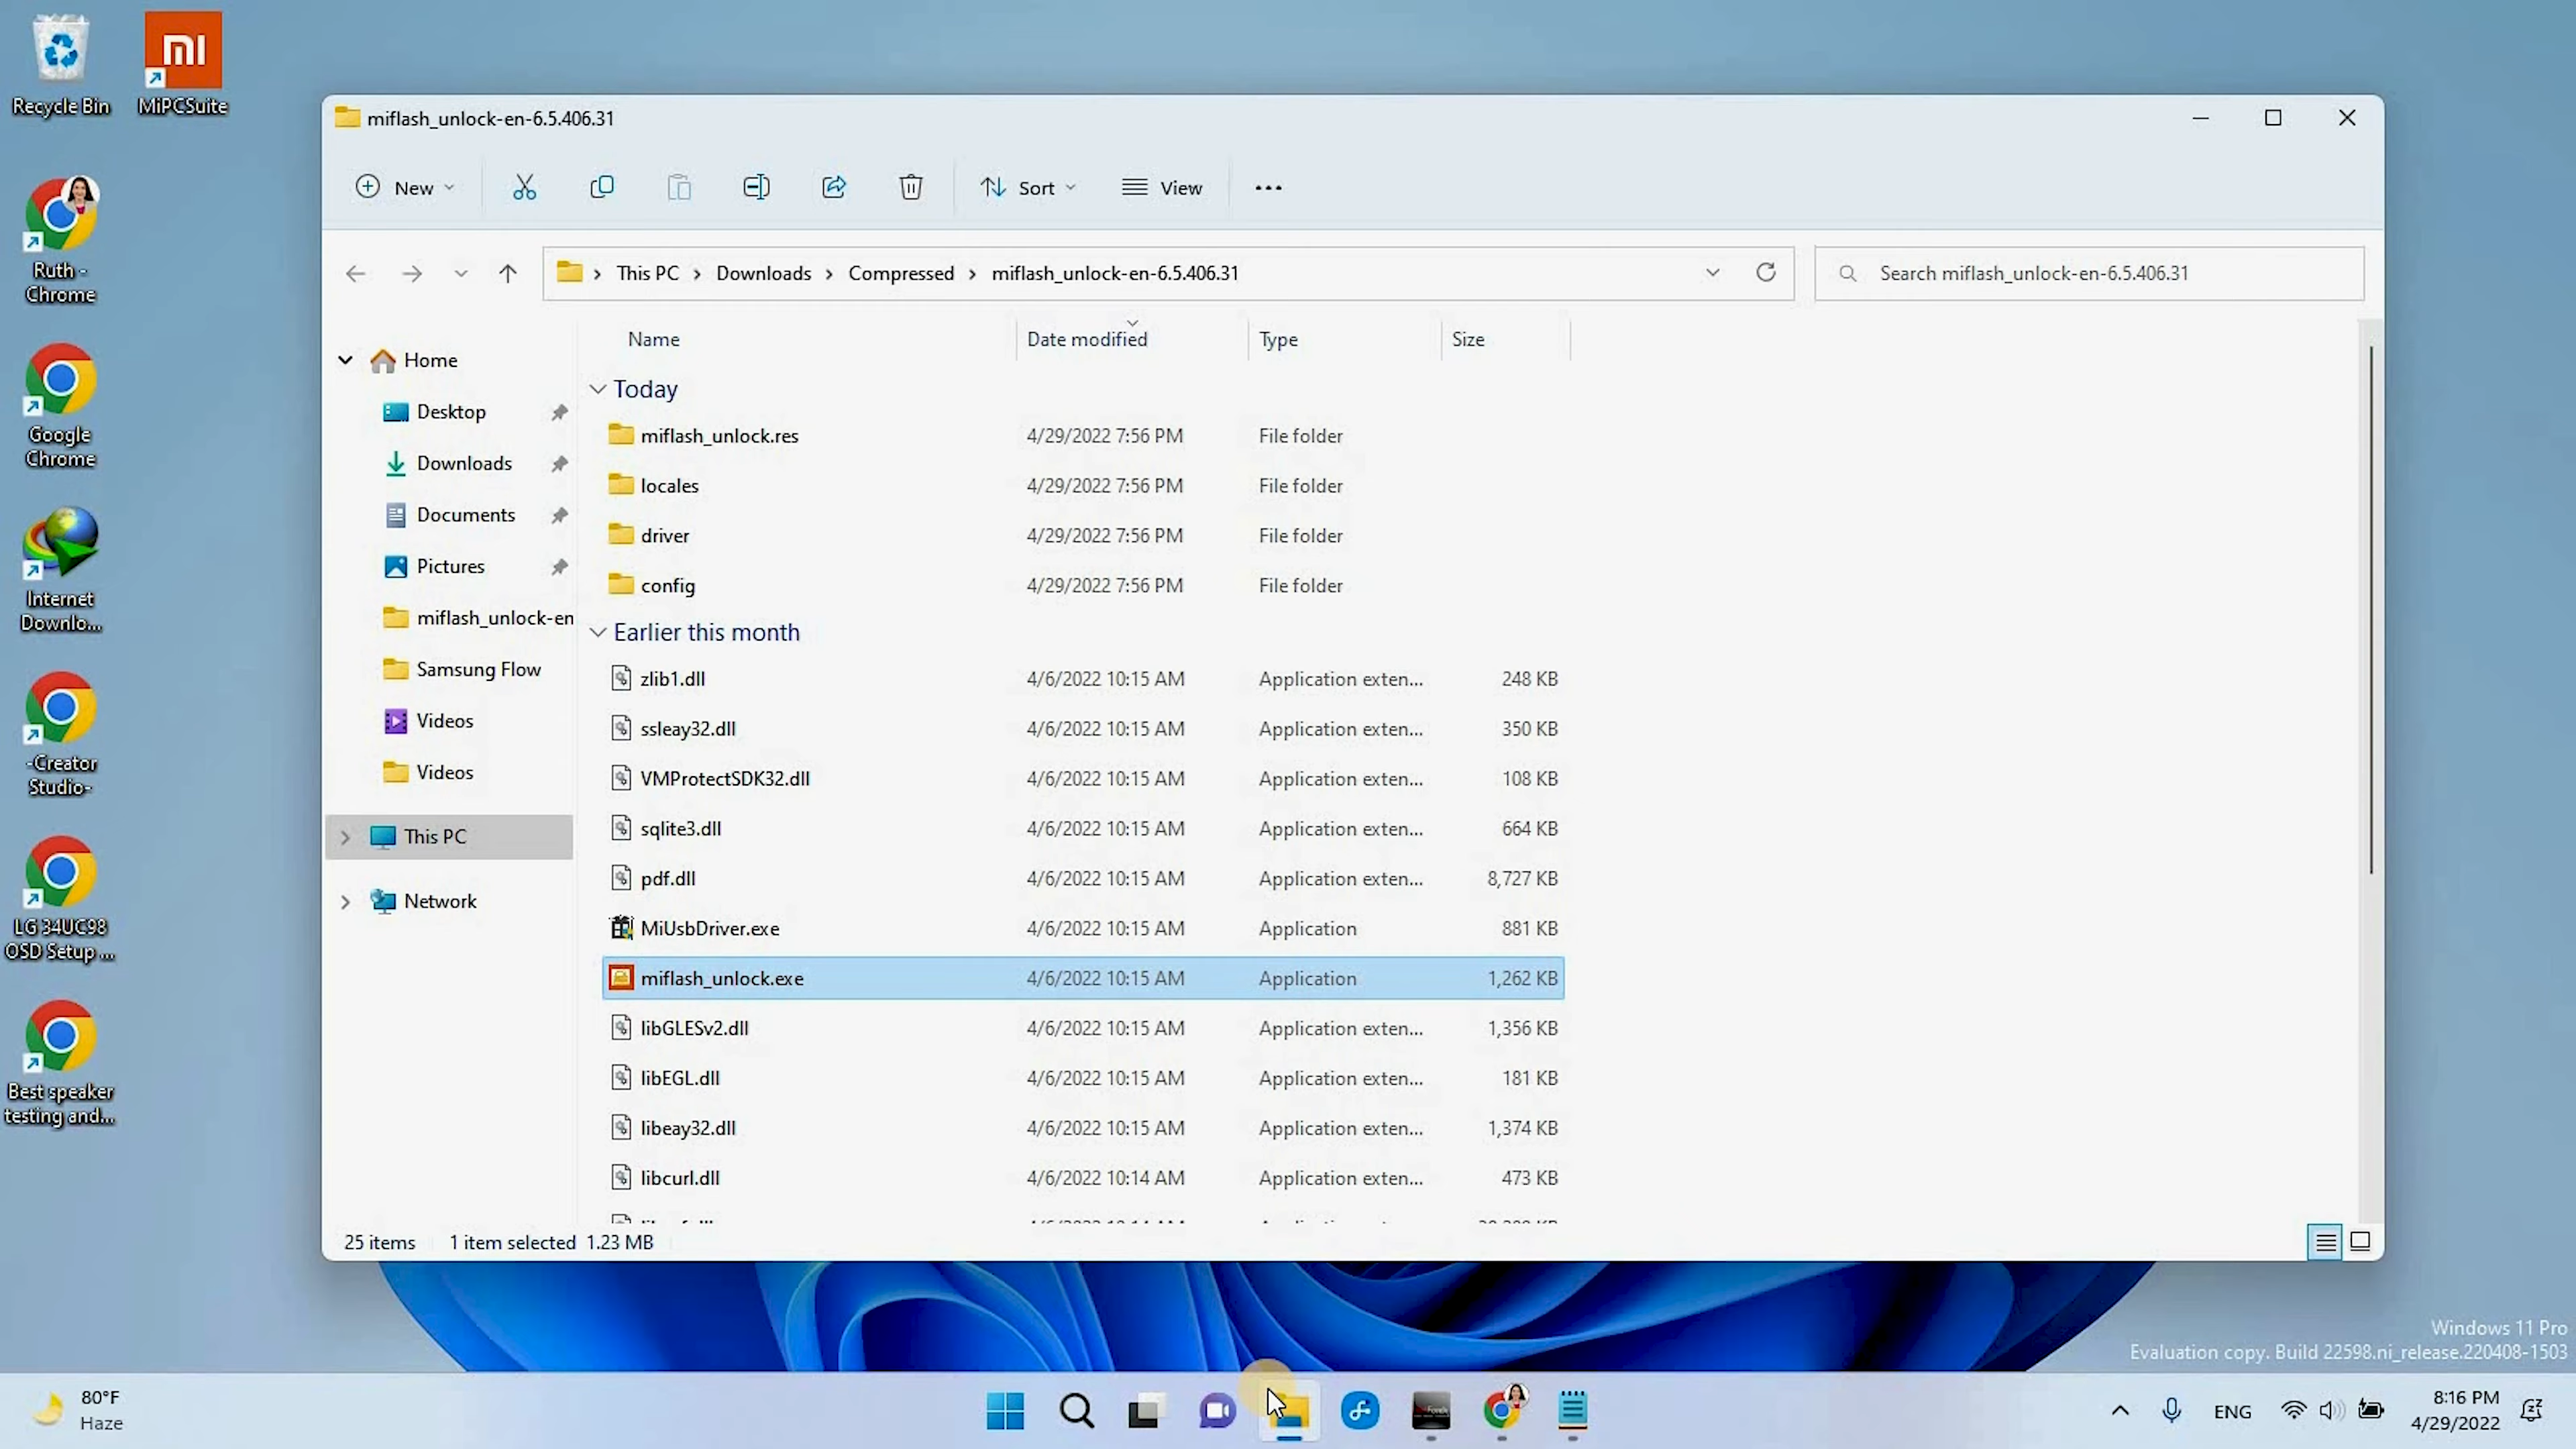 Recycle Bin
MiPCSuite
Ruth -
Chrome
Google
Chrome
Internet
Downlo...
-Creator
Studio-
LG 34UC98
OSD Setup ...
Best speaker
testing and...
miflash_unlock-en-6.5.406.31
New
Sort
View
This PC > Downloads > Compressed > miflash_unlock-en-6.5.406.31
Search miflash_unlock-en-6.5.406.31
Home
Desktop
Downloads
Documents
Pictures
miflash_unlock-en
Samsung Flow
Videos
Videos
This PC
Network
Name Date modified Type Size
Today
miflash_unlock.res 4/29/2022 7:56 PM File folder
locales 4/29/2022 7:56 PM File folder
driver 4/29/2022 7:56 PM File folder
config 4/29/2022 7:56 PM File folder
Earlier this month
zlib1.dll 4/6/2022 10:15 AM Application exten... 248 KB
ssleay32.dll 4/6/2022 10:15 AM Application exten... 350 KB
VMProtectSDK32.dll 4/6/2022 10:15 AM Application exten... 108 KB
sqlite3.dll 4/6/2022 10:15 AM Application exten... 664 KB
pdf.dll 4/6/2022 10:15 AM Application exten... 8,727 KB
MiUsbDriver.exe 4/6/2022 10:15 AM Application 881 KB
miflash_unlock.exe 4/6/2022 10:15 AM Application 1,262 KB
libGLESv2.dll 4/6/2022 10:15 AM Application exten... 1,356 KB
libEGL.dll 4/6/2022 10:15 AM Application exten... 181 KB
libeay32.dll 4/6/2022 10:15 AM Application exten... 1,374 KB
libcurl.dll 4/6/2022 10:14 AM Application exten... 473 KB
25 items 1 item selected 1.23 MB
Windows 11 Pro
Evaluation copy. Build 22598.ni_release.220408-1503
80°F
Haze
ENG
8:16 PM
4/29/2022